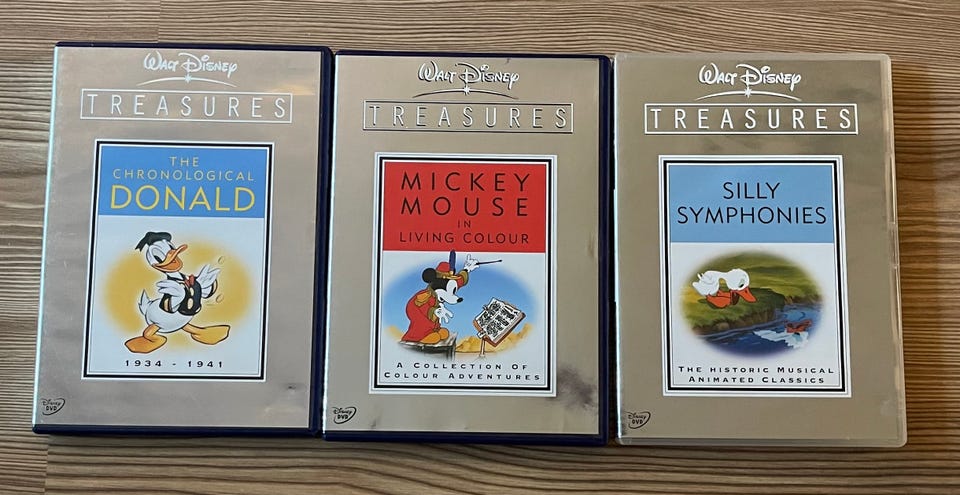 Walt Disney
TREASURES
THE
CHRONOLOGICAL
DONALD
1934 - 1941
Disney
DVD
Walt Disney
TREASURES
MICKEY
MOUSE
IN
LIVING COLOUR
A COLLECTION OF
COLOUR ADVENTURES
Disney
DVD
Walt Disney
TREASURES
SILLY
SYMPHONIES
THE HISTORIC MUSICAL
ANIMATED CLASSICS
Disney
DVD